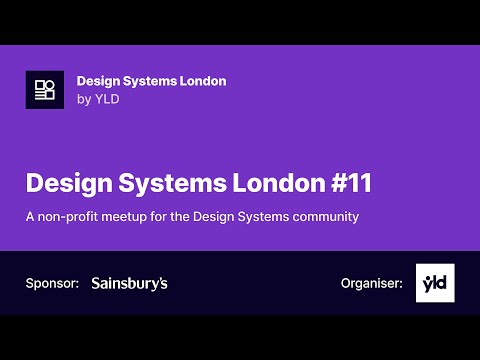 Design Systems London
by YLD
Design Systems London #11
A non-profit meetup for the Design Systems community
Sponsor: Sainsbury's
Organiser: yld